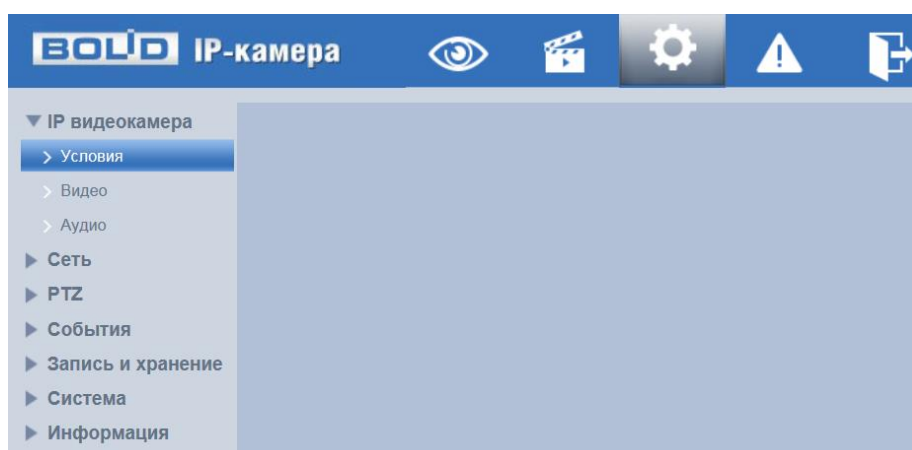 BOLID IP-камера
IP видеокамера
Условия
Видео
Аудио
Сеть
PTZ
События
Запись и хранение
Система
Информация